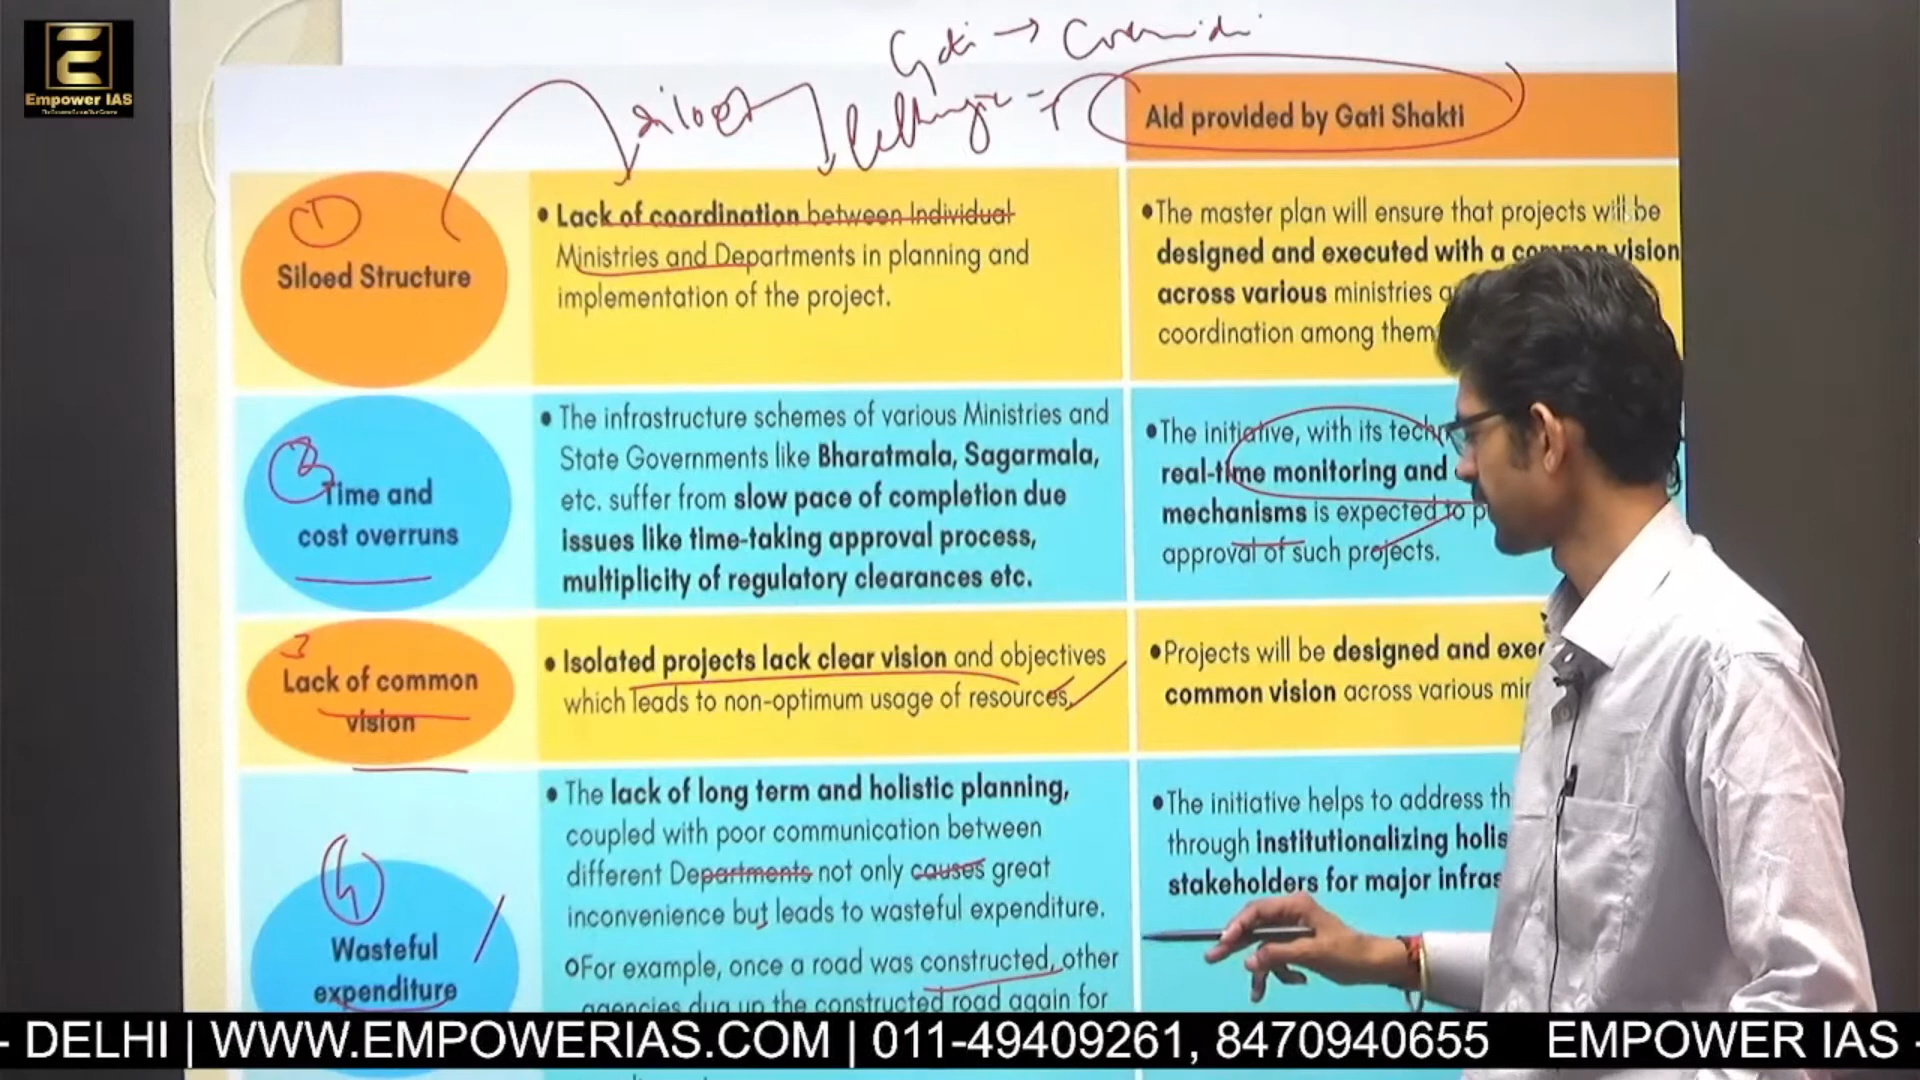 Empower IAS
Gati →
siloed
Aid provided by Gati Shakti
1
Siloed Structure
• Lack of coordination between Individual
Ministries and Departments in planning and
implementation of the project.
• The master plan will ensure that projects will be
designed and executed with a common vision
across various ministries
coordination among them
2
Time and
cost overruns
• The infrastructure schemes of various Ministries and
State Governments like Bharatmala, Sagarmala,
etc. suffer from slow pace of completion due
issues like time-taking approval process,
multiplicity of regulatory clearances etc.
• The initiative, with its
real-time monitoring and
mechanisms is expected to
approval of such projects.
3
Lack of common
vision
• Isolated projects lack clear vision and objectives
which leads to non-optimum usage of resources.
• Projects will be designed and
common vision across various
4
Wasteful
expenditure
• The lack of long term and holistic planning,
coupled with poor communication between
different Departments not only causes great
inconvenience but leads to wasteful expenditure.
For example, once a road was constructed, other
agencies dug up the constructed road again for
• The initiative helps to address
through institutionalizing
stakeholders for major
- DELHI | WWW.EMPOWERIAS.COM | 011-49409261, 8470940655 EMPOWER IAS -